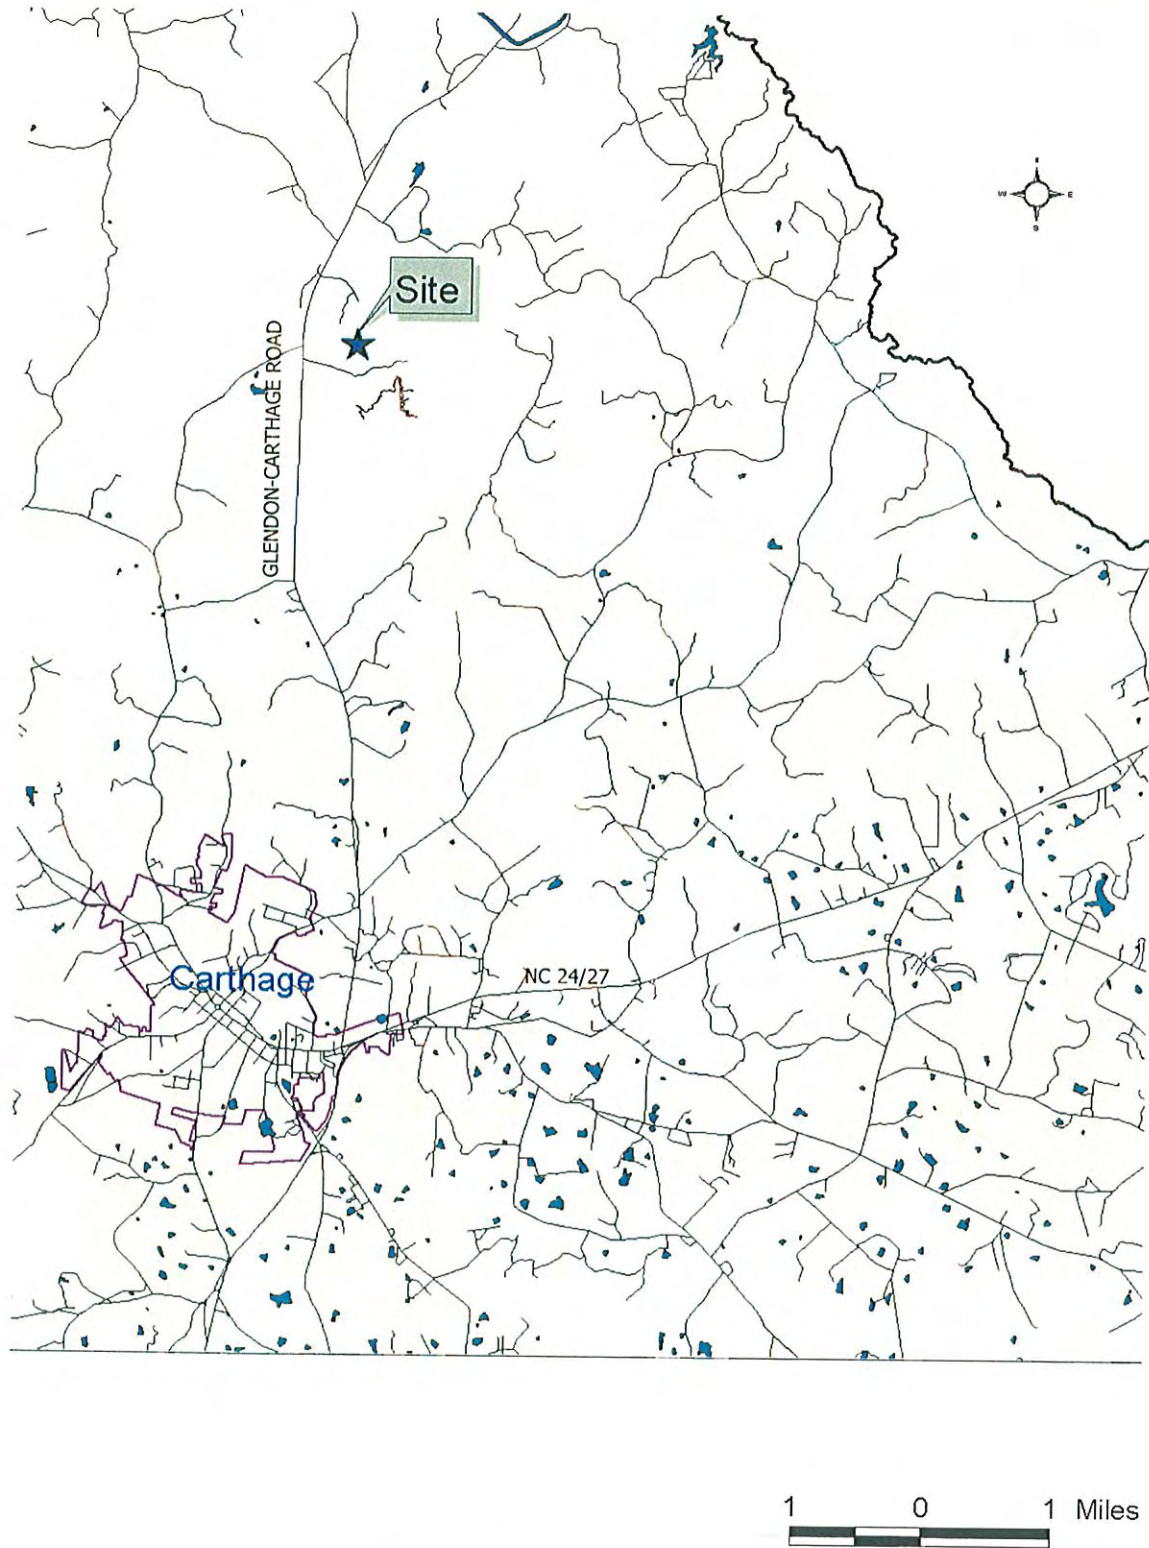 N
W E
S
Site
GLENDON-CARTHAGE ROAD
Carthage
NC 24/27
1 0 1 Miles